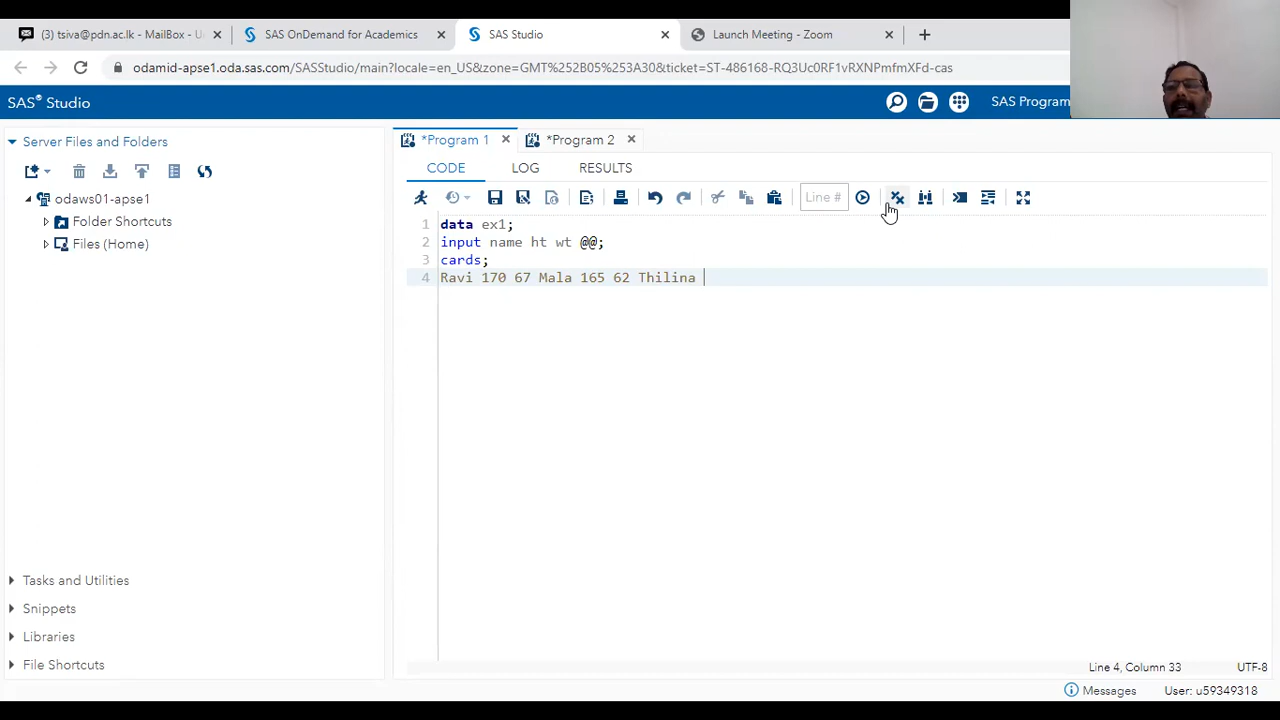 (3) tsiva@pdn.ac.lk - MailBox - Un
SAS OnDemand for Academics
SAS Studio
Launch Meeting - Zoom
odamid-apse1.oda.sas.com/SASStudio/main?locale=en_US&zone=GMT%252B05%253A30&ticket=ST-486168-RQ3Uc0RF1vRXNPmfmXFd-cas
SAS® Studio
SAS Program
Server Files and Folders
*Program 1
*Program 2
CODE LOG RESULTS
Line #
odaws01-apse1
Folder Shortcuts
Files (Home)
1 data ex1;
2 input name ht wt @@;
3 cards;
4 Ravi 170 67 Mala 165 62 Thilina
Tasks and Utilities
Snippets
Libraries
File Shortcuts
Line 4, Column 33
UTF-8
Messages
User: u59349318